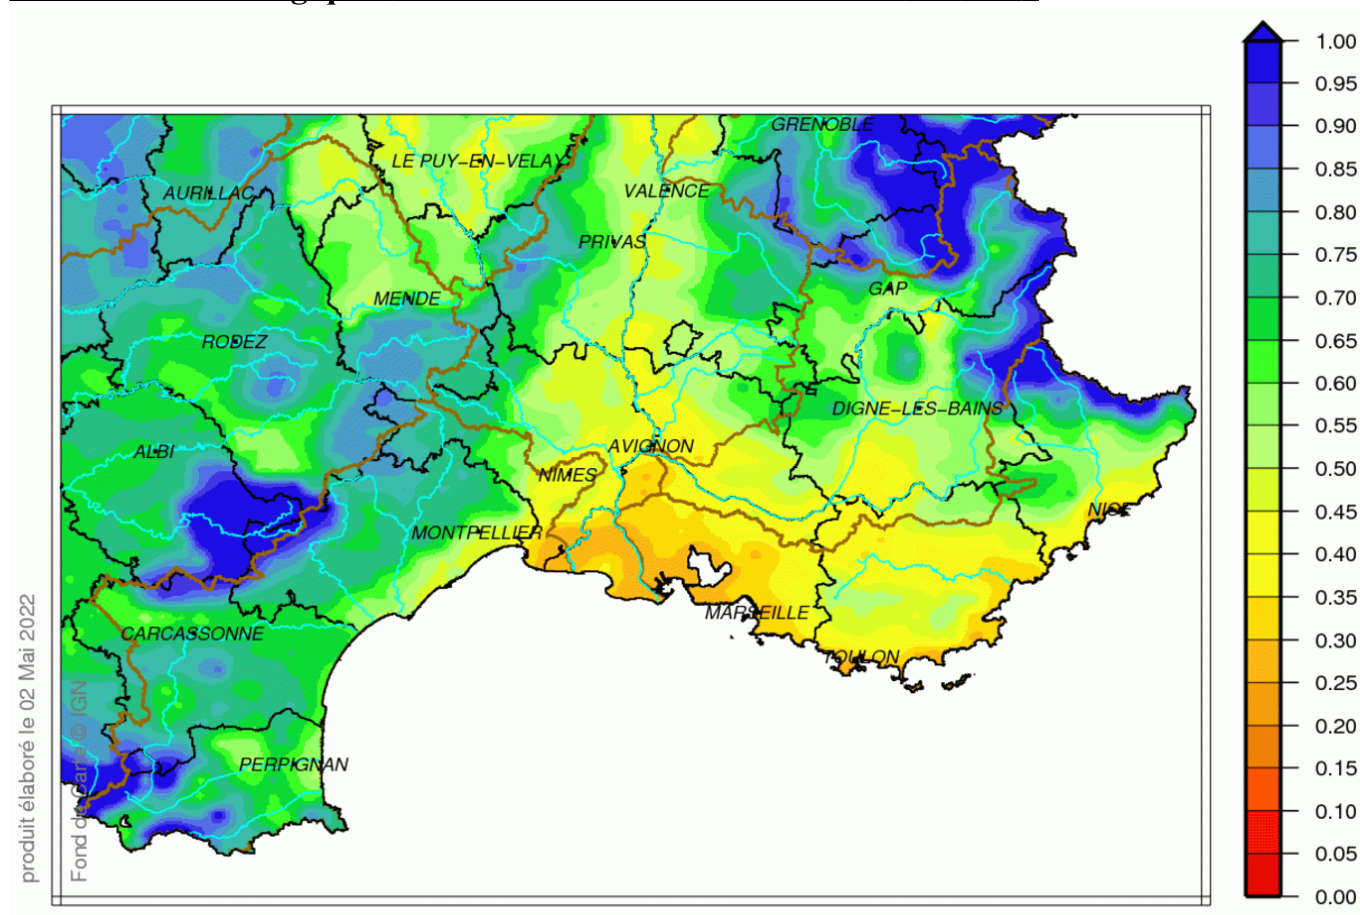 GRENOBLE
LE PUY-EN-VELAY
AURILLAC
VALENCE
PRIVAS
GAP
MENDE
RODEZ
DIGNE-LES-BAINS
ALBI
AVIGNON
NIMES
NICE
MONTPELLIER
MARSEILLE
CARCASSONNE
TOULON
PERPIGNAN
produit élaboré le 02 Mai 2022
Fond de Carte © IGN
1.00
0.95
0.90
0.85
0.80
0.75
0.70
0.65
0.60
0.55
0.50
0.45
0.40
0.35
0.30
0.25
0.20
0.15
0.10
0.05
0.00